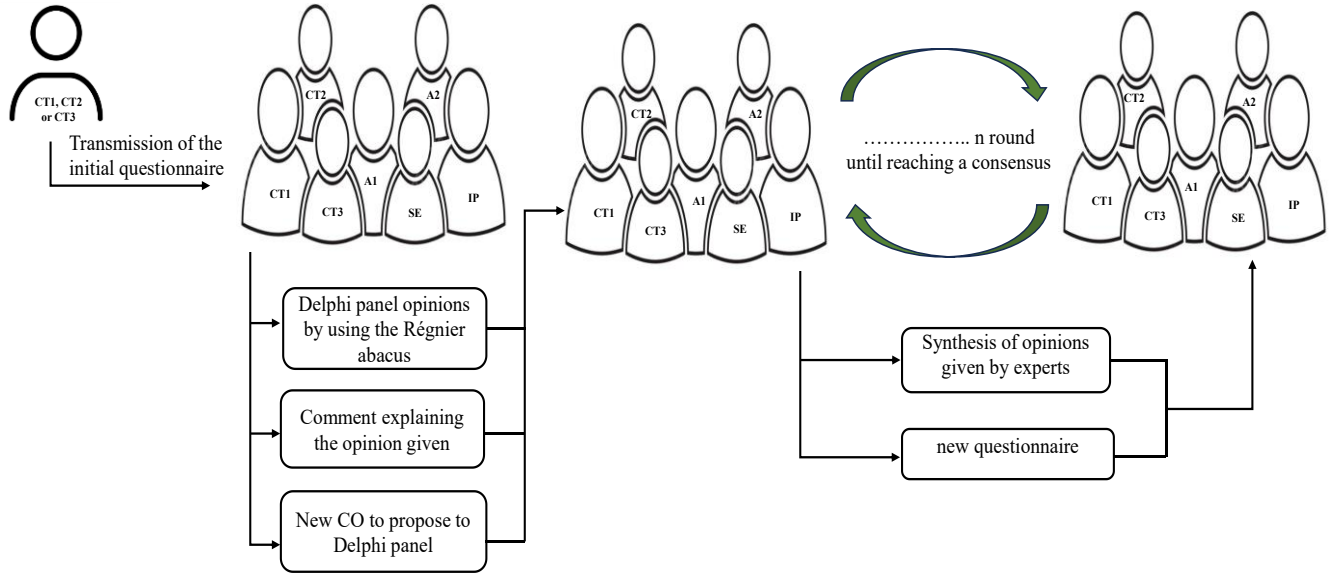 CT1, CT2
or CT3
Transmission of the
initial questionnaire
CT2
A2
CT1
A1
IP
CT3
SE
CT2
A2
CT1
A1
IP
CT3
SE
................. n round
until reaching a consensus
CT2
A2
CT1
A1
IP
CT3
SE
Delphi panel opinions
by using the Régnier
abacus
Comment explaining
the opinion given
New CO to propose to
Delphi panel
Synthesis of opinions
given by experts
new questionnaire